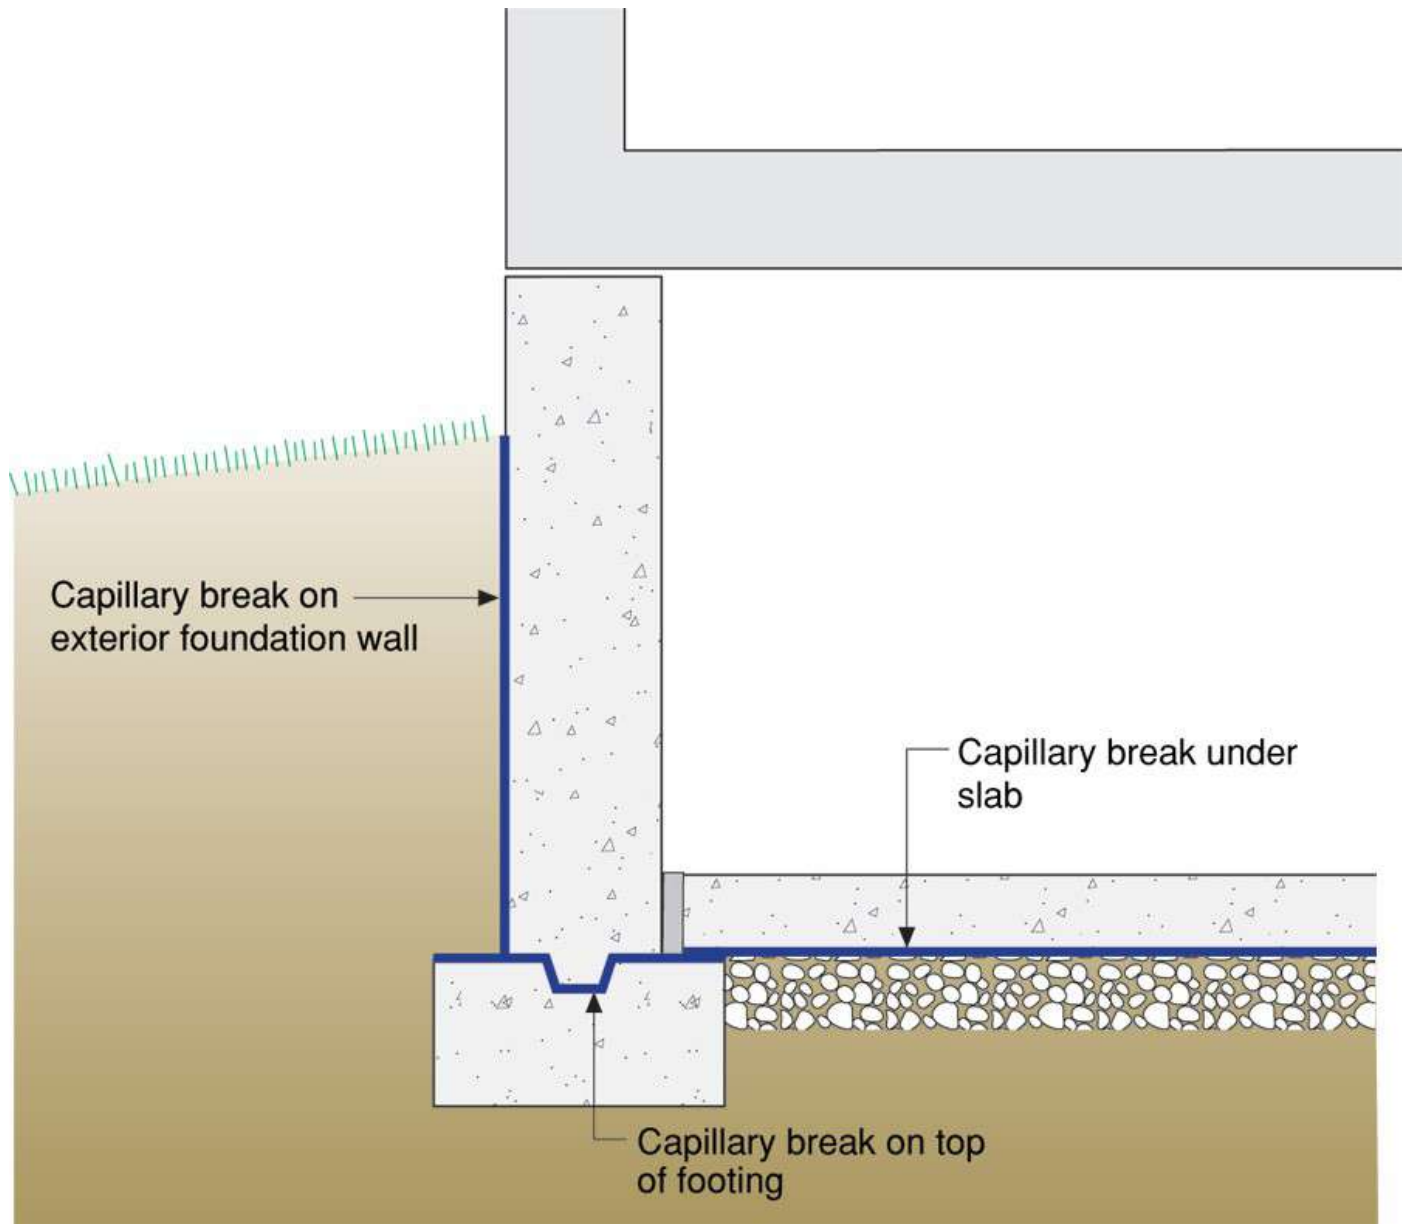 Capillary break on
exterior foundation wall
Capillary break under
slab
Capillary break on top
of footing